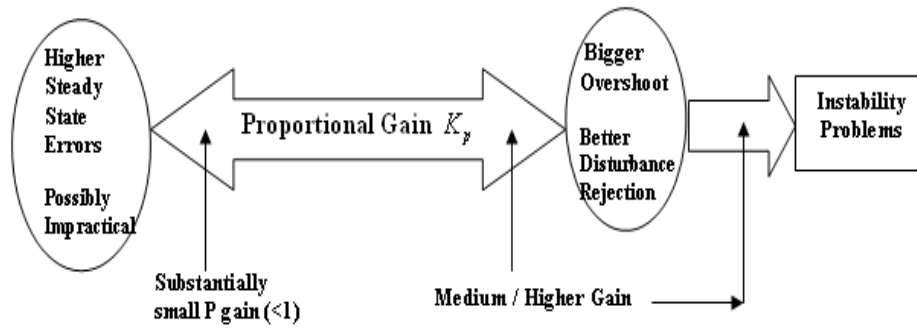 Higher
Steady
State
Errors
Possibly
Impractical
Proportional Gain K_p
Bigger
Overshoot
Better
Disturbance
Rejection
Instability
Problems
Substantially
small P gain (<1)
Medium / Higher Gain